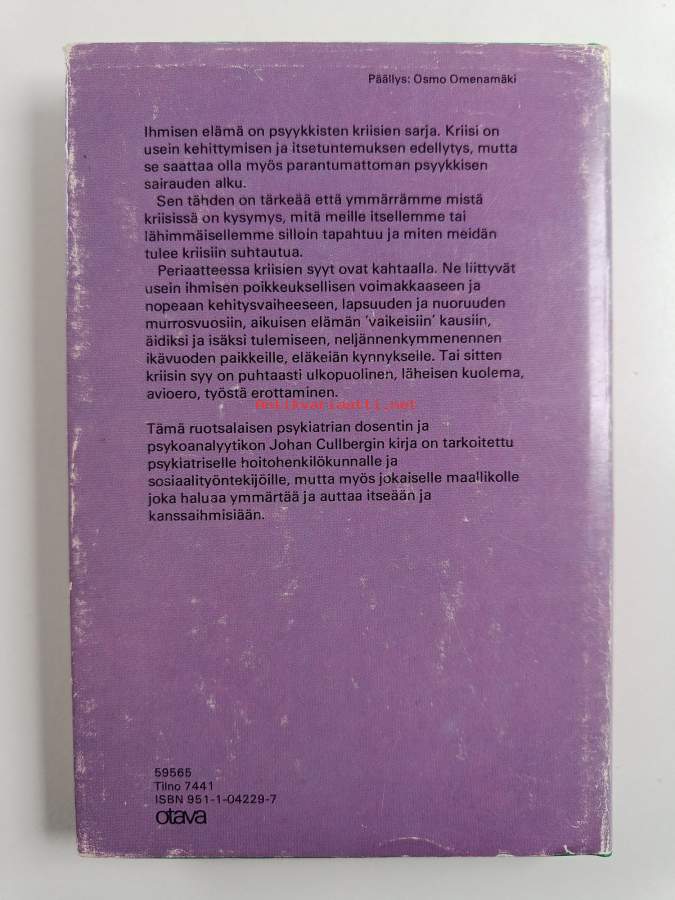 Päällys: Osmo Omenamäki
Ihmisen elämä on psyykkisten kriisien sarja. Kriisi on
usein kehittymisen ja itsetuntemuksen edellytys, mutta
se saattaa olla myös parantumattoman psyykkisen
sairauden alku.
Sen tähden on tärkeää että ymmärrämme mistä
kriisissä on kysymys, mitä meille itsellemme tai
lähimmäisellemme silloin tapahtuu ja miten meidän
tulee kriisiin suhtautua.
Periaatteessa kriisien syyt ovat kahtaalla. Ne liittyvät
usein ihmisen poikkeuksellisen voimakkaaseen ja
nopeaan kehitysvaiheeseen, lapsuuden ja nuoruuden
murrosvuosiin, aikuisen elämän 'vaikeisiin' kausiin,
äidiksi ja isäksi tulemiseen, neljännenkymmenennen
ikävuoden paikkeille, eläkeiän kynnykselle. Tai sitten
kriisin syy on puhtaasti ulkopuolinen, läheisen kuolema,
avioero, työstä erottaminen.
Antikvariaatti.net
Tämä ruotsalaisen psykiatrian dosentin ja
psykoanalyytikon Johan Cullbergin kirja on tarkoitettu
psykiatriselle hoitohenkilökunnalle ja
sosiaalityöntekijöille, mutta myös jokaiselle maallikolle
joka haluaa ymmärtää ja auttaa itseään ja
kanssaihmisiään.
59565
Tilno 7441
ISBN 951-1-04229-7
otava